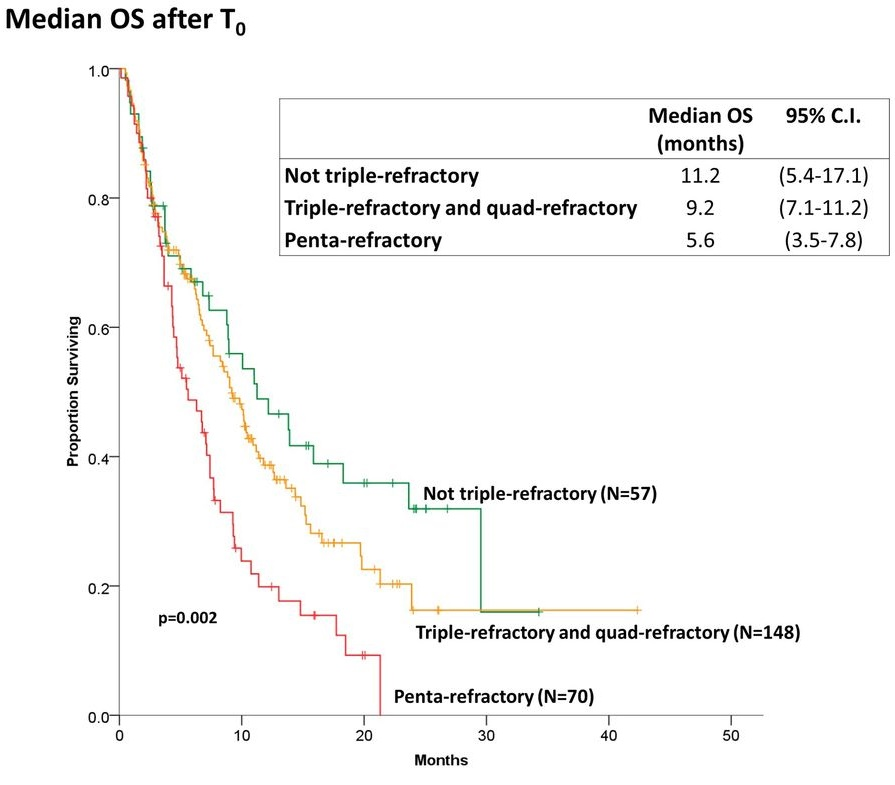 Median OS after T0
1.0
0.8
0.6
0.4
0.2
0.0
Proportion Surviving
Median OS 95% C.I.
(months)
Not triple-refractory 11.2 (5.4-17.1)
Triple-refractory and quad-refractory 9.2 (7.1-11.2)
Penta-refractory 5.6 (3.5-7.8)
Not triple-refractory (N=57)
p=0.002
Triple-refractory and quad-refractory (N=148)
Penta-refractory (N=70)
0 10 20 30 40 50
Months